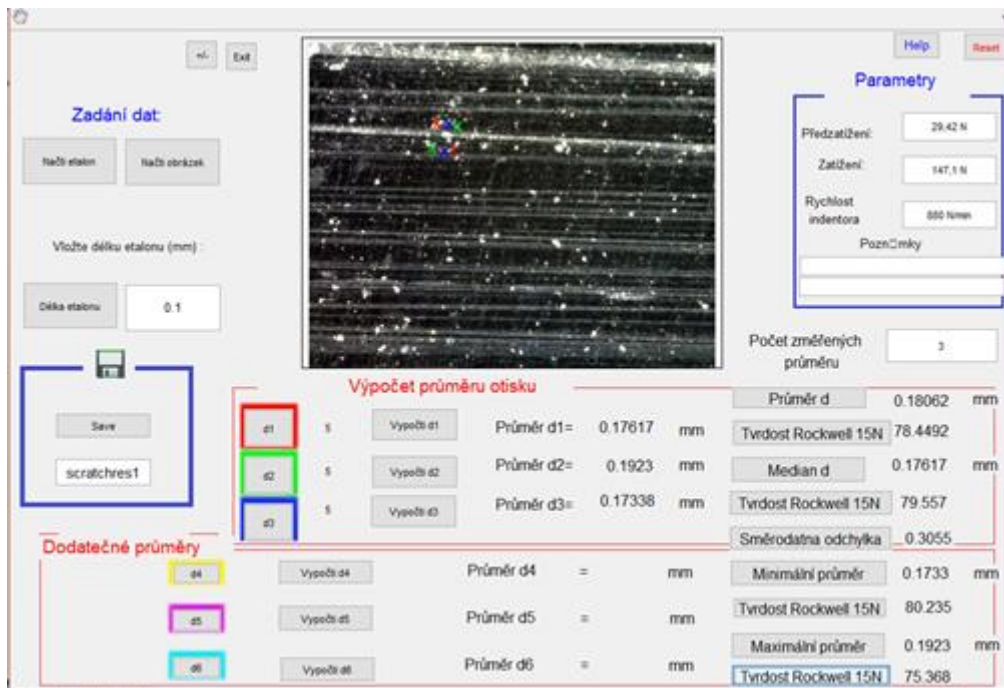 +/-
Exit
Help
Reset
Zadání dat:
Načti etalon
Načti obrázek
Vložte délku etalonu (mm) :
Délka etalonu
0.1
Save
scratchres1
Parametry
Předzatížení:
29,42 N
Zatížení:
147,1 N
Rychlost
indentora
880 N/min
Pozn□mky
Počet změřených
průměru
3
Výpočet průměru otisku
d1
5
Vypočti d1
Průměr d1=
0.17617
mm
d2
5
Vypočti d2
Průměr d2=
0.1923
mm
d3
5
Vypočti d3
Průměr d3=
0.17338
mm
Průměr d
0.18062
mm
Tvrdost Rockwell 15N
78.4492
Median d
0.17617
mm
Tvrdost Rockwell 15N
79.557
Směrodatna odchylka
0.3055
Dodatečné průměry
d4
Vypočti d4
Průměr d4
=
mm
d5
Vypočti d5
Průměr d5
=
mm
d6
Vypočti d6
Průměr d6
=
mm
Minimální průměr
0.1733
mm
Tvrdost Rockwell 15N
80.235
Maximální průměr
0.1923
mm
Tvrdost Rockwell 15N
75.368